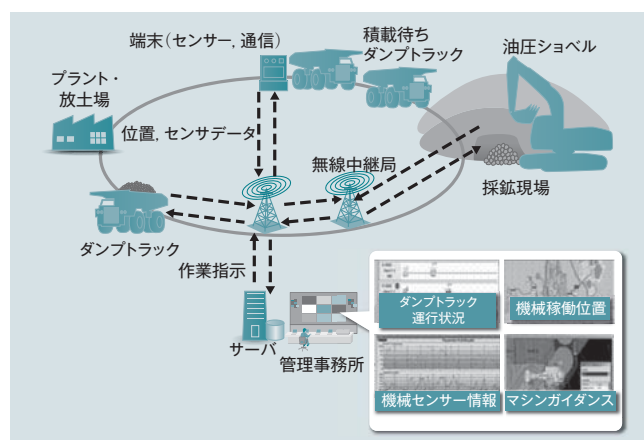 端末（センサー，通信）
積載待ち
ダンプトラック
油圧ショベル
プラント・
放土場
位置，センサデータ
無線中継局
採鉱現場
ダンプトラック
作業指示
サーバ
管理事務所
ダンプトラック
運行状況
機械稼働位置
機械センサー情報
マシンガイダンス